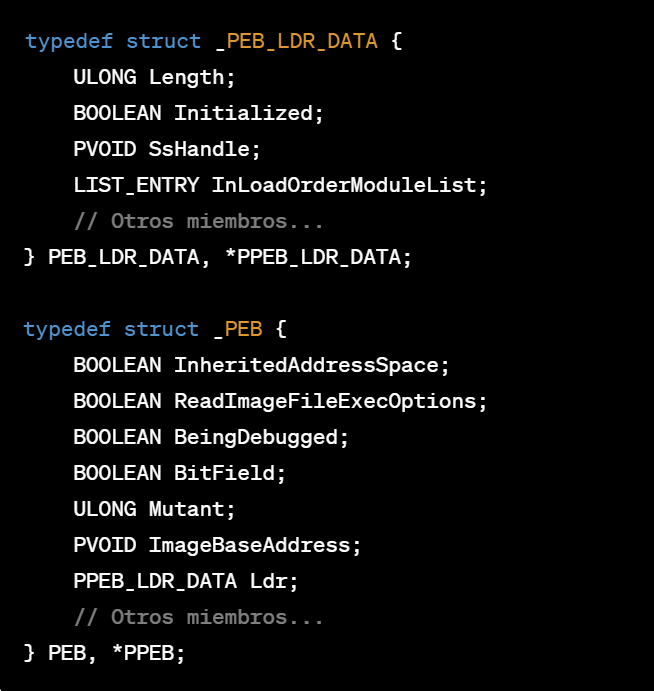 typedef struct _PEB_LDR_DATA {
    ULONG Length;
    BOOLEAN Initialized;
    PVOID SsHandle;
    LIST_ENTRY InLoadOrderModuleList;
    // Otros miembros...
} PEB_LDR_DATA, *PPEB_LDR_DATA;

typedef struct _PEB {
    BOOLEAN InheritedAddressSpace;
    BOOLEAN ReadImageFileExecOptions;
    BOOLEAN BeingDebugged;
    BOOLEAN BitField;
    ULONG Mutant;
    PVOID ImageBaseAddress;
    PPEB_LDR_DATA Ldr;
    // Otros miembros...
} PEB, *PPEB;